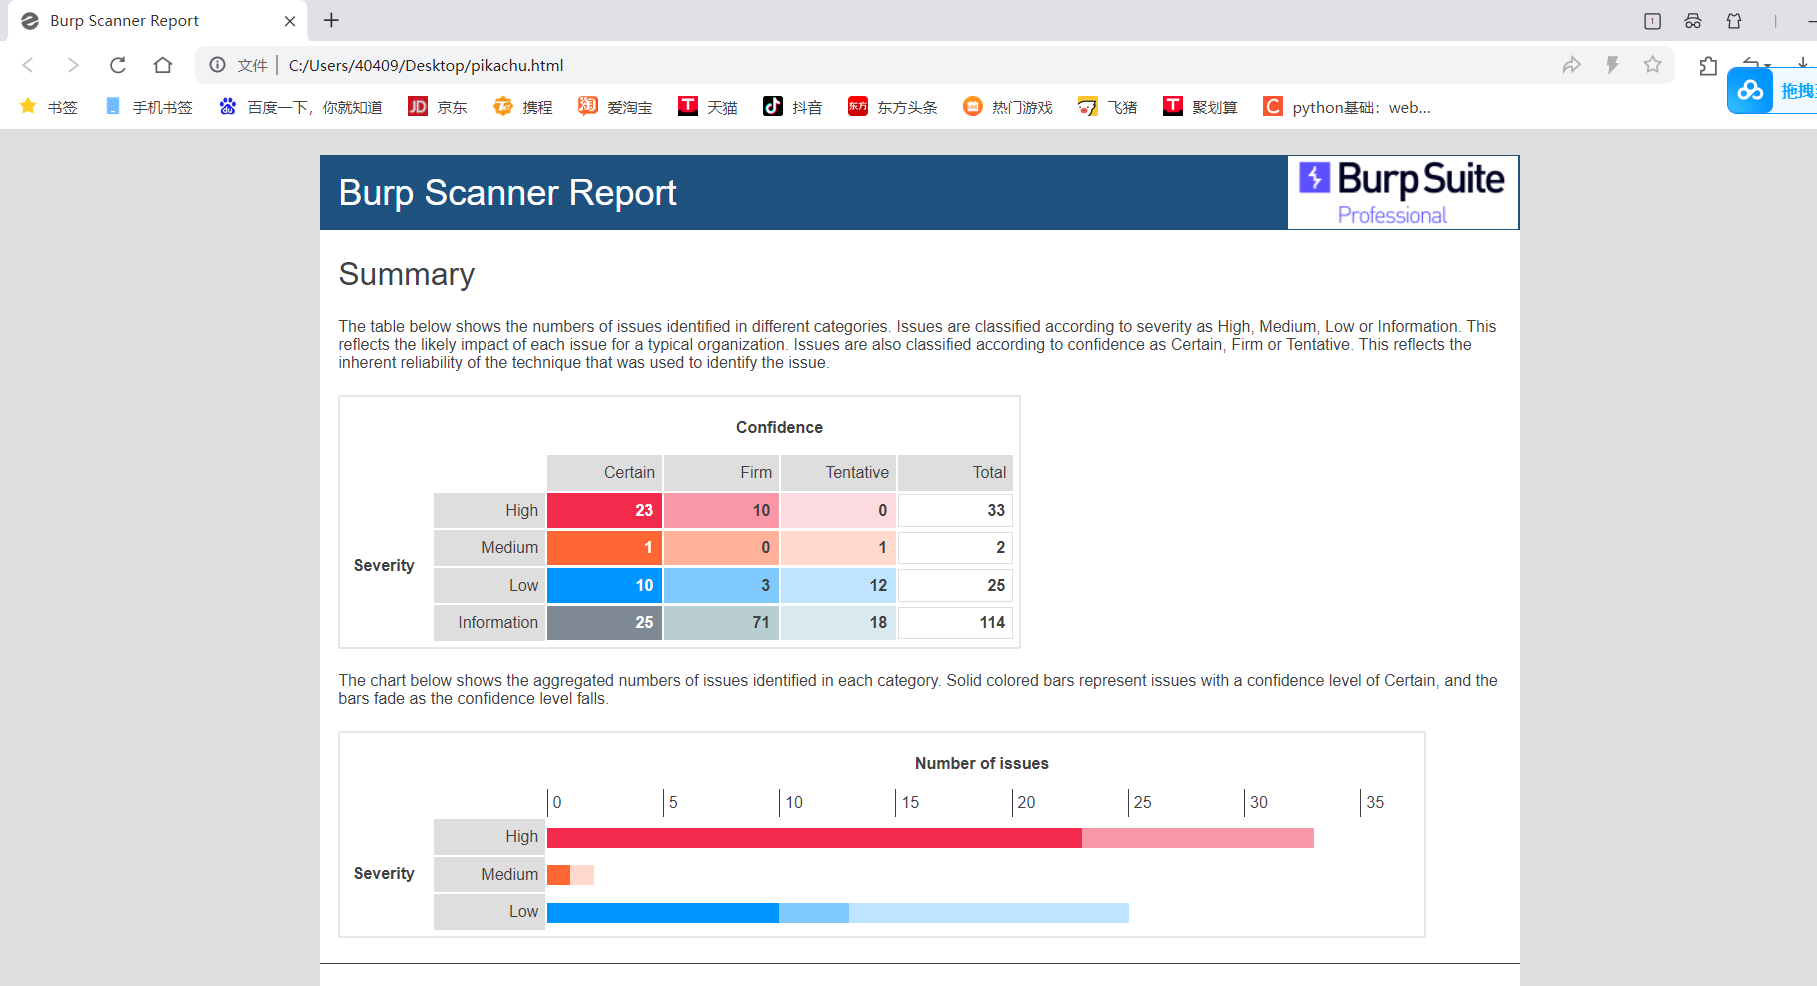 Burp Scanner Report
1
文件 C:/Users/40409/Desktop/pikachu.html
书签 手机书签 百度一下，你就知道 JD 京东 携程 淘 爱淘宝 T 天猫 抖音 东方 东方头条 热门游戏 飞猪 T 聚划算 C python基础：web...
Burp Scanner Report
Burp Suite
Professional
Summary
The table below shows the numbers of issues identified in different categories. Issues are classified according to severity as High, Medium, Low or Information. This
reflects the likely impact of each issue for a typical organization. Issues are also classified according to confidence as Certain, Firm or Tentative. This reflects the
inherent reliability of the technique that was used to identify the issue.
Confidence
Certain Firm Tentative Total
High 23 10 0 33
Medium 1 0 1 2
Severity
Low 10 3 12 25
Information 25 71 18 114
The chart below shows the aggregated numbers of issues identified in each category. Solid colored bars represent issues with a confidence level of Certain, and the
bars fade as the confidence level falls.
Number of issues
0 5 10 15 20 25 30 35
High
Severity Medium
Low